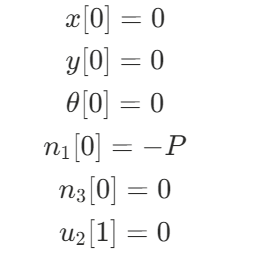 x[0] = 0
y[0] = 0
θ[0] = 0
n₁[0] = −P
n₃[0] = 0
u₂[1] = 0